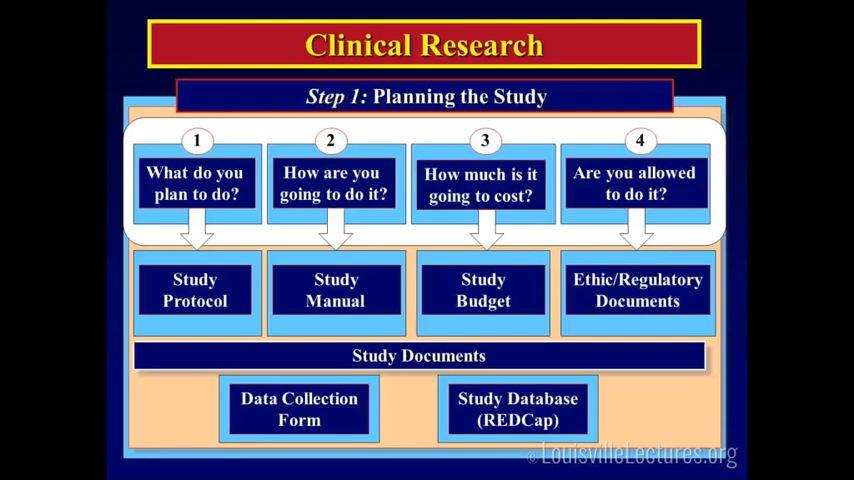 Clinical Research
Step 1: Planning the Study
1
2
3
4
What do you
plan to do?
How are you
going to do it?
How much is it
going to cost?
Are you allowed
to do it?
Study
Protocol
Study
Manual
Study
Budget
Ethic/Regulatory
Documents
Study Documents
Data Collection
Form
Study Database
(REDCap)
© LouisvilleLectures.org